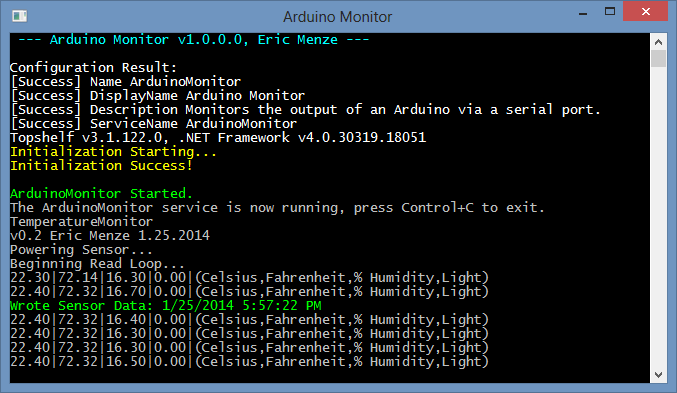 Arduino Monitor
--- Arduino Monitor v1.0.0.0, Eric Menze ---
Configuration Result:
[Success] Name ArduinoMonitor
[Success] DisplayName Arduino Monitor
[Success] Description Monitors the output of an Arduino via a serial port.
[Success] ServiceName ArduinoMonitor
Topshelf v3.1.122.0, .NET Framework v4.0.30319.18051
Initialization Starting...
Initialization Success!
ArduinoMonitor Started.
The ArduinoMonitor service is now running, press Control+C to exit.
TemperatureMonitor
v0.2 Eric Menze 1.25.2014
Powering Sensor...
Beginning Read Loop...
22.30|72.14|16.30|0.00|(Celsius,Fahrenheit,% Humidity,Light)
22.40|72.32|16.70|0.00|(Celsius,Fahrenheit,% Humidity,Light)
Wrote Sensor Data: 1/25/2014 5:57:22 PM
22.40|72.32|16.40|0.00|(Celsius,Fahrenheit,% Humidity,Light)
22.40|72.32|16.30|0.00|(Celsius,Fahrenheit,% Humidity,Light)
22.40|72.32|16.30|0.00|(Celsius,Fahrenheit,% Humidity,Light)
22.40|72.32|16.50|0.00|(Celsius,Fahrenheit,% Humidity,Light)